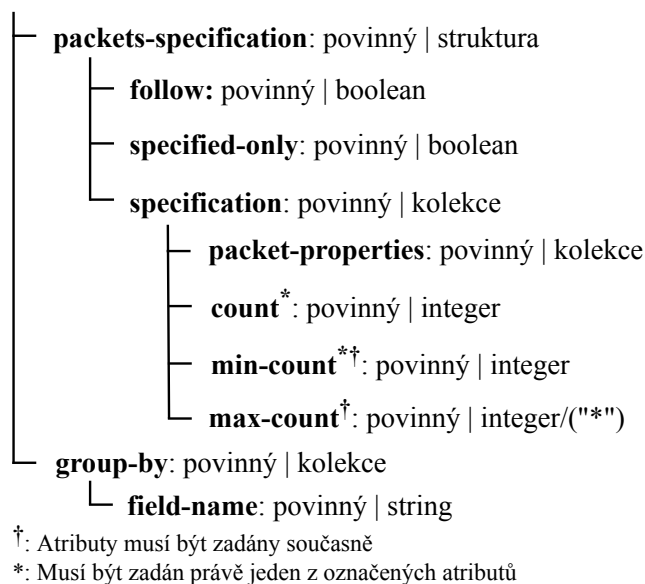 packets-specification: povinný | struktura
follow: povinný | boolean
specified-only: povinný | boolean
specification: povinný | kolekce
packet-properties: povinný | kolekce
count*: povinný | integer
min-count*†: povinný | integer
max-count†: povinný | integer/("*")
group-by: povinný | kolekce
field-name: povinný | string
†: Atributy musí být zadány současně
*: Musí být zadán právě jeden z označených atributů